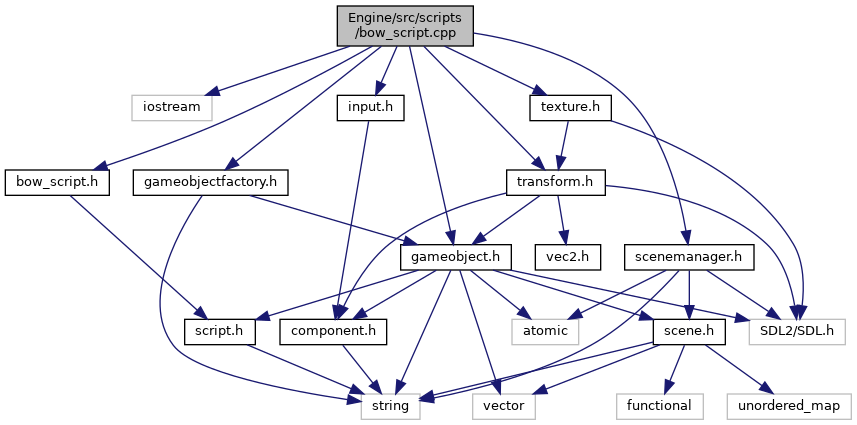 Engine/src/scripts
/bow_script.cpp
iostream
input.h
texture.h
bow_script.h
gameobjectfactory.h
transform.h
gameobject.h
vec2.h
scenemanager.h
script.h
component.h
atomic
scene.h
SDL2/SDL.h
string
vector
functional
unordered_map